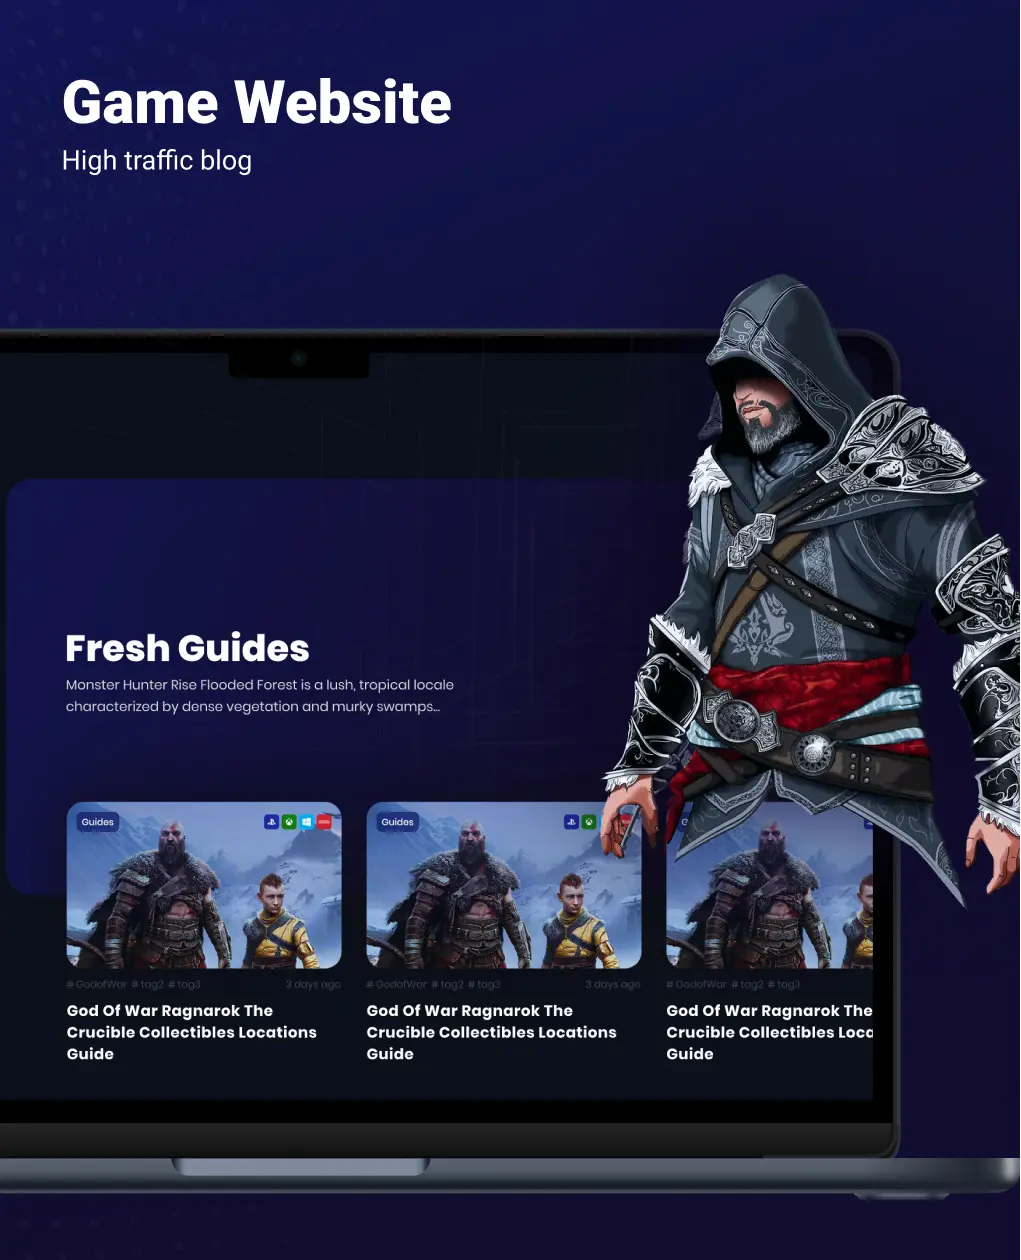 Game Website
High traffic blog
Fresh Guides
Monster Hunter Rise Flooded Forest is a lush, tropical locale
characterized by dense vegetation and murky swamps...
Guides
Guides
G
#GodofWar #tag2 #tag3 3 days ago
#GodofWar #tag2 #tag3 3 days ago
#GodofWar #tag2 #tag3
God Of War Ragnarok The
Crucible Collectibles Locations
Guide
God Of War Ragnarok The
Crucible Collectibles Locations
Guide
God Of War Ragnarok The
Crucible Collectibles Loca
Guide